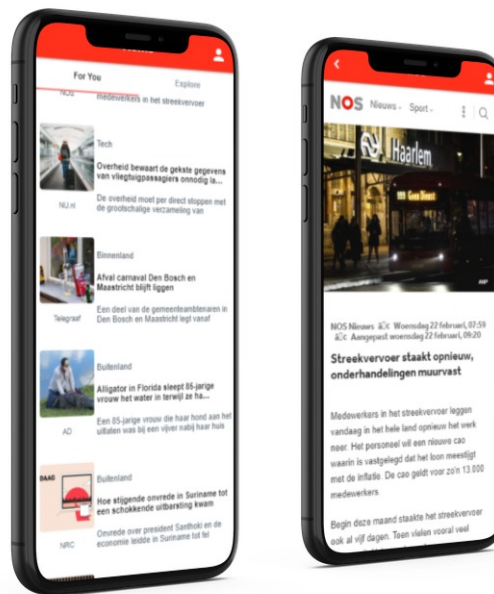 For You
Explore
NOS
medewerkers in het streekvervoer
Tech
Overheid bewaart de gekste gegevens
van vliegtuigpassagiers onnodig la...
NU.nl
De overheid moet per direct stoppen met
de grootschalige verzameling van
Binnenland
Afval carnaval Den Bosch en
Maastricht blijft liggen
Telegraaf
Een deel van de gemeenteambtenaren in
Den Bosch en Maastricht legt vanaf
Buitenland
Alligator in Florida sleept 85-jarige
vrouw het water in terwijl ze ha...
AD
Een 85-jarige vrouw die haar hond aan het
uitlaten was bij een vijver nabij haar huis
DAAG
Buitenland
Hoe stijgende onvrede in Suriname tot
een schokkende uitbarsting kwam
NRC
Onvrede over president Santhoki en de
economie leidde in Suriname tot fel
NOS Nieuws Sport
Haarlem
Geen Dienst
ANP
NOS Nieuws â€¢ Woensdag 22 februari, 07:59
â€¢ Aangepast woensdag 22 februari, 09:20
Streekvervoer staakt opnieuw,
onderhandelingen muurvast
Medewerkers in het streekvervoer leggen
vandaag in het hele land opnieuw het werk
neer. Het personeel wil een nieuwe cao
waarin is vastgelegd dat het loon meestijgt
met de inflatie. De cao geldt voor zo'n 13.000
medewerkers.
Begin deze maand staakte het streekvervoer
ook al vijf dagen. Toen vielen vooral veel